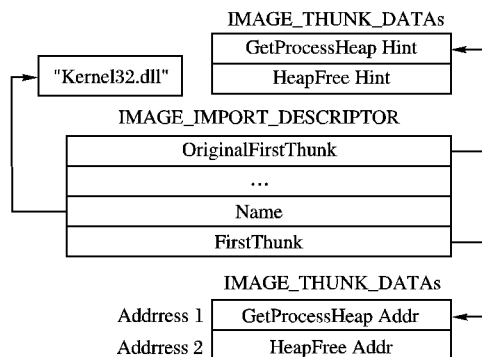 IMAGE_THUNK_DATAs
GetProcessHeap Hint
"Kernel32.dll"
HeapFree Hint
IMAGE_IMPORT_DESCRIPTOR
OriginalFirstThunk
...
Name
FirstThunk
IMAGE_THUNK_DATAs
Addrress 1 GetProcessHeap Addr
Addrress 2 HeapFree Addr